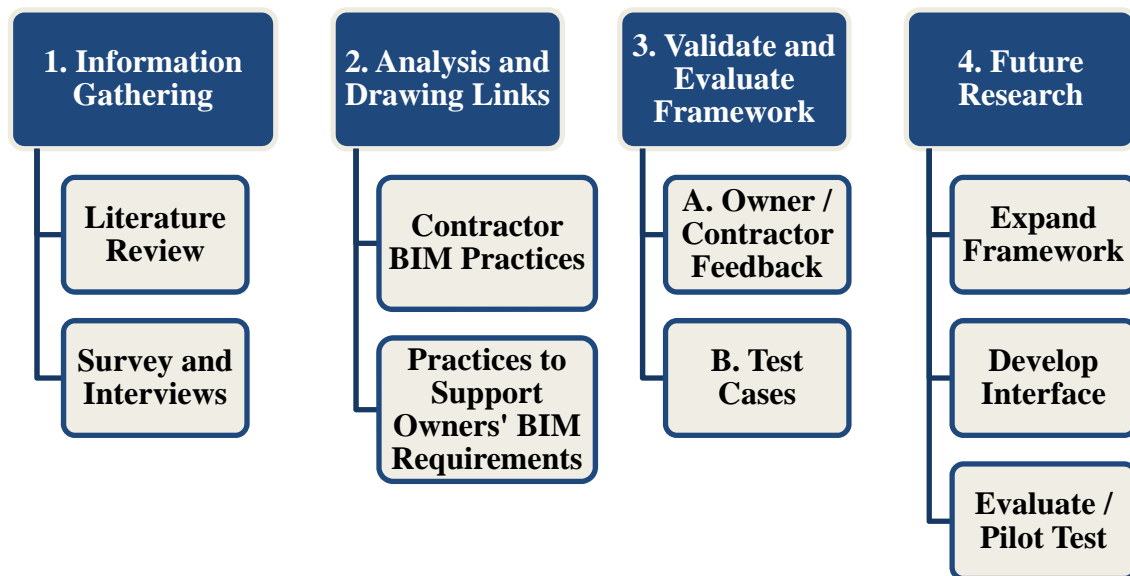 1. Information
Gathering
Literature
Review
Survey and
Interviews
2. Analysis and
Drawing Links
Contractor
BIM Practices
Practices to
Support
Owners' BIM
Requirements
3. Validate and
Evaluate
Framework
A. Owner /
Contractor
Feedback
B. Test
Cases
4. Future
Research
Expand
Framework
Develop
Interface
Evaluate /
Pilot Test